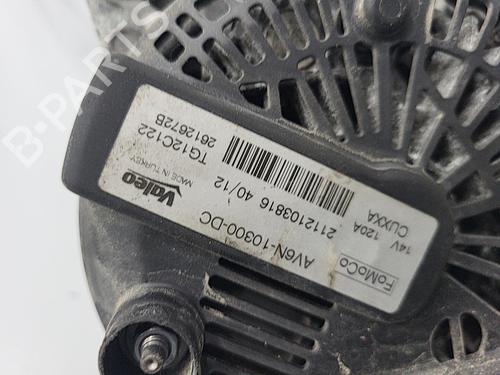 FoMoCo
AV6N-10300-DC
14V 120A
CUXXA
2112103816 40/12
Valeo
MADE IN TURKEY
TG12C122
2612672B
B-PARTS